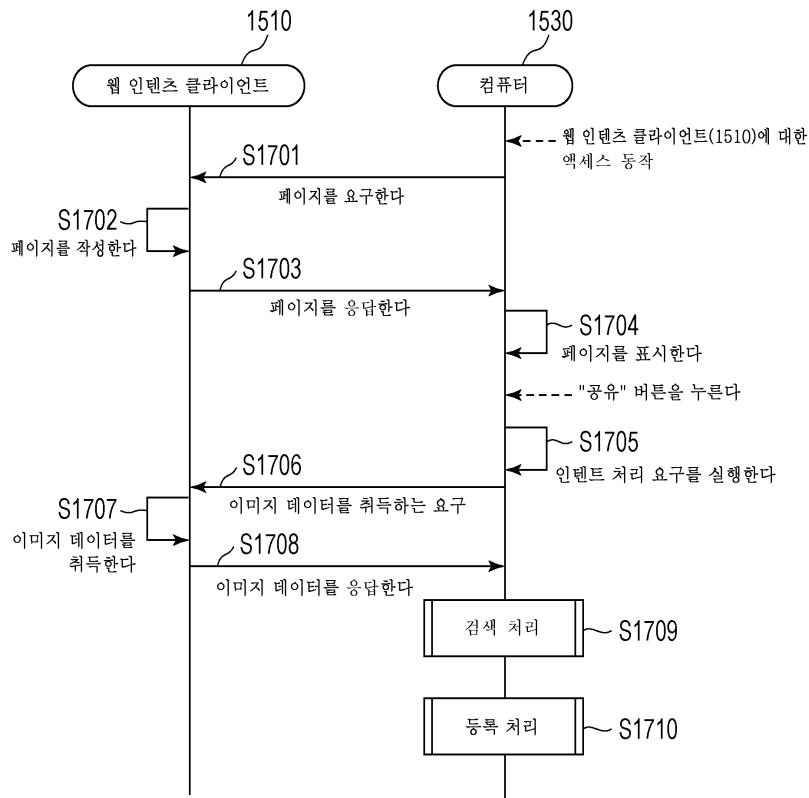 1510
1530
웹 인텐츠 클라이언트
컴퓨터
웹 인텐츠 클라이언트(1510)에 대한
액세스 동작
S1701
페이지를 요구한다
S1702
페이지를 작성한다
S1703
페이지를 응답한다
S1704
페이지를 표시한다
"공유" 버튼을 누른다
S1705
인텐트 처리 요구를 실행한다
S1706
이미지 데이터를 취득하는 요구
S1707
이미지 데이터를
취득한다
S1708
이미지 데이터를 응답한다
검색 처리
S1709
등록 처리
S1710